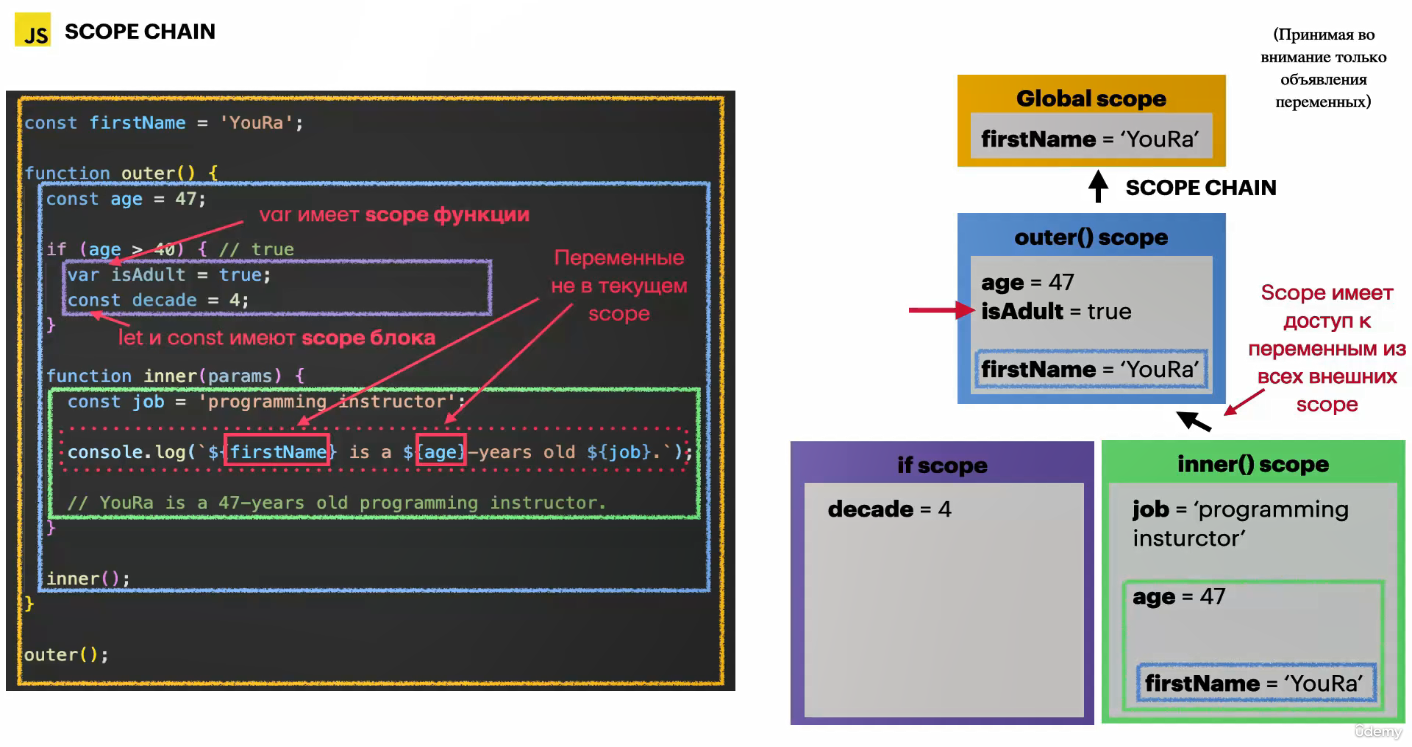 JS SCOPE CHAIN
const firstName = 'YouRa';
function outer() {
const age = 47;
var имеет scope функции
if (age > 40) { // true
var isAdult = true;
const decade = 4;
}
let и const имеют scope блока
Переменные
не в текущем
scope
function inner(params) {
const job = 'programming instructor';
console.log(`${firstName} is a ${age}-years old ${job}.`);
// YouRa is a 47-years old programming instructor.
}
inner();
}
outer();
(Принимая во
внимание только
объявления
переменных)
Global scope
firstName = ‘YouRa’
SCOPE CHAIN
outer() scope
age = 47
isAdult = true
firstName = ‘YouRa’
Scope имеет
доступ к
переменным из
всех внешних
scope
if scope
decade = 4
inner() scope
job = ‘programming
insturctor’
age = 47
firstName = ‘YouRa’
ûdemy